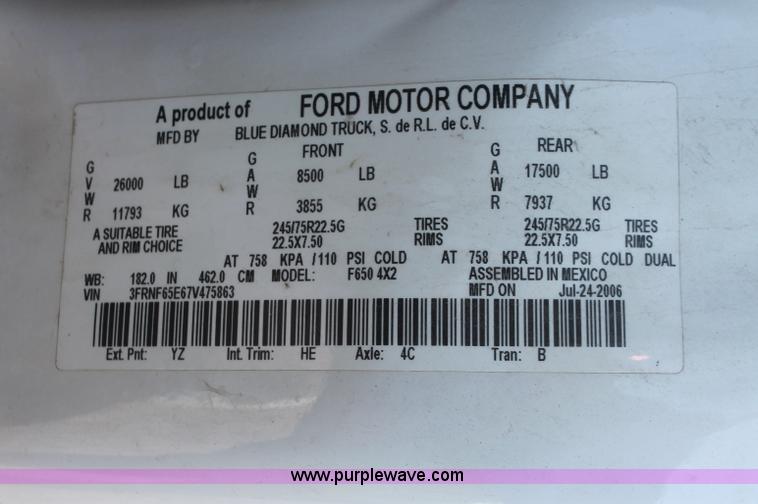 A product of FORD MOTOR COMPANY
MFD BY BLUE DIAMOND TRUCK, S. de R.L. de C.V.
GVWR 26000 LB 11793 KG
FRONT GAWR 8500 LB 3855 KG
REAR GAWR 17500 LB 7937 KG
A SUITABLE TIRE 245/75R22.5G TIRES 245/75R22.5G TIRES
AND RIM CHOICE 22.5X7.50 RIMS 22.5X7.50 RIMS
AT 758 KPA /110 PSI COLD AT 758 KPA /110 PSI COLD DUAL
WB: 182.0 IN 462.0 CM MODEL: F650 4X2 ASSEMBLED IN MEXICO
VIN 3FRNF65E67V475863 MFD ON Jul-24-2006
Ext. Pnt: YZ Int. Trim: HE Axle: 4C Tran: B
www.purplewave.com